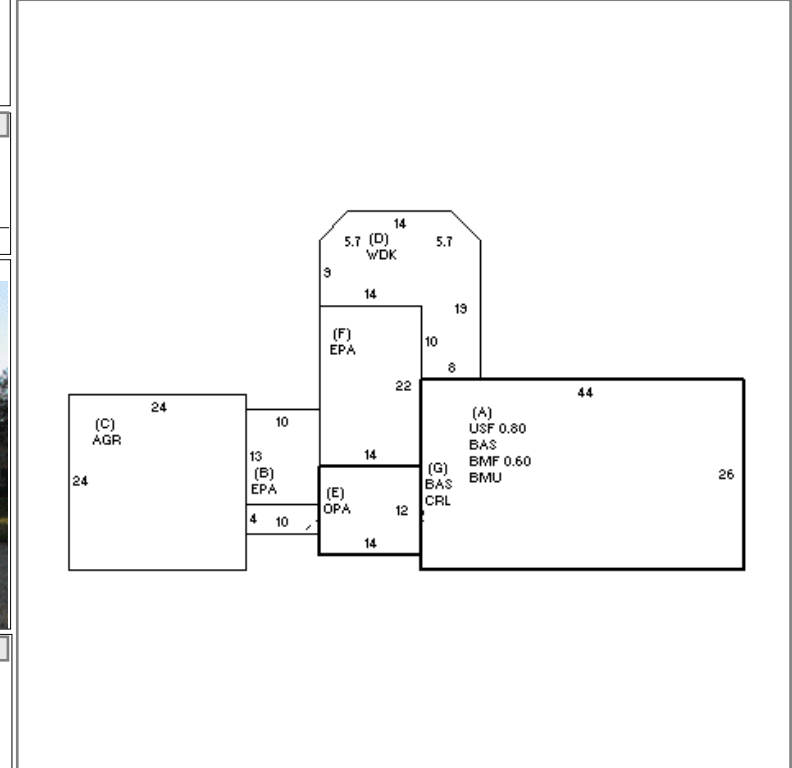 14
5.7
(D)
5.7
WDK
9
14
19
(F)
EPA
10
8
22
44
24
(C)
AGR
10
(A)
USF 0.80
BAS
BMF 0.60
BMU
13
(B)
EPA
14
(G)
BAS
CRL
26
24
(E)
OPA
12
4
10
14